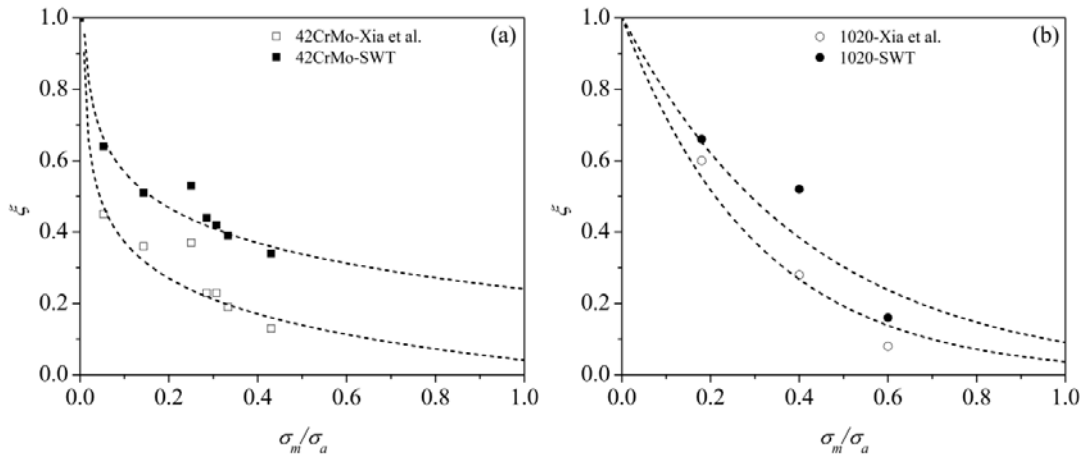 (a)
42CrMo-Xia et al.
42CrMo-SWT
1.0
0.8
0.6
0.4
0.2
0.0
ξ
0.0 0.2 0.4 0.6 0.8 1.0
σm/σa
(b)
1020-Xia et al.
1020-SWT
1.0
0.8
0.6
0.4
0.2
0.0
ξ
0.0 0.2 0.4 0.6 0.8 1.0
σm/σa